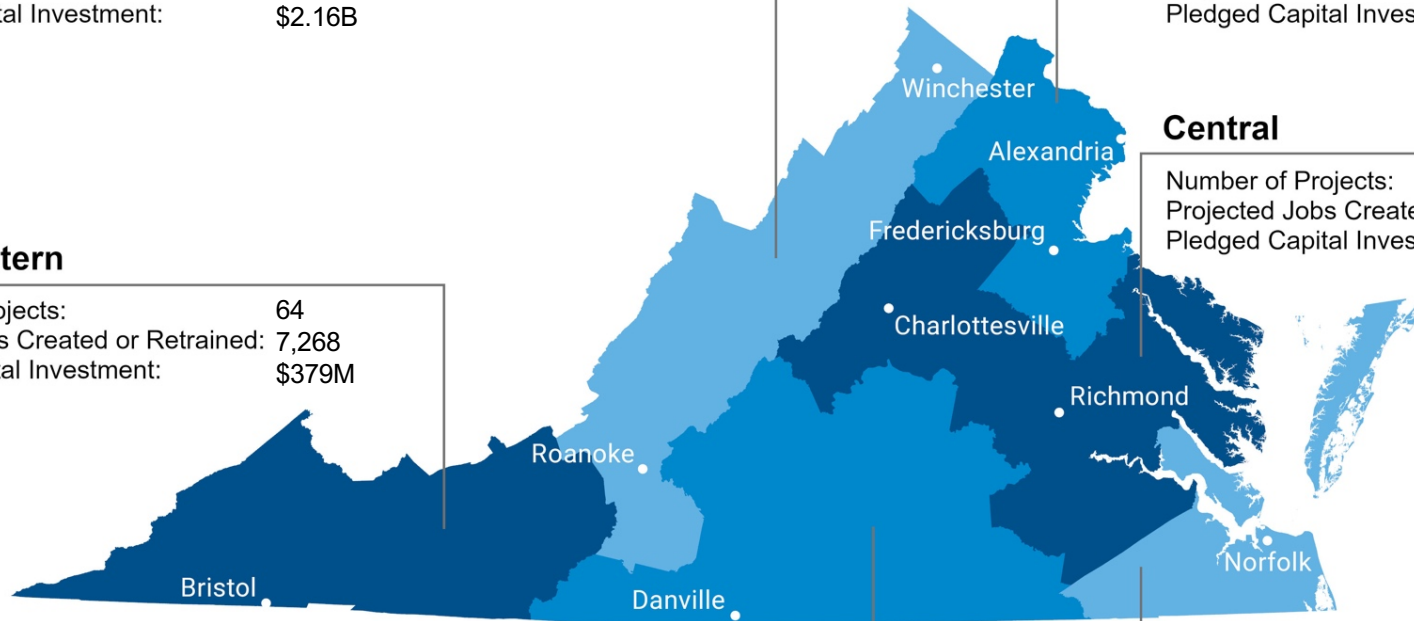 tal Investment: $2.16B
Pledged Capital Inves
Winchester
Central
Alexandria
Number of Projects:
Projected Jobs Create
Pledged Capital Inves
Fredericksburg
tern
ojects: 64
s Created or Retrained: 7,268
tal Investment: $379M
Charlottesville
Richmond
Roanoke
Norfolk
Bristol
Danville